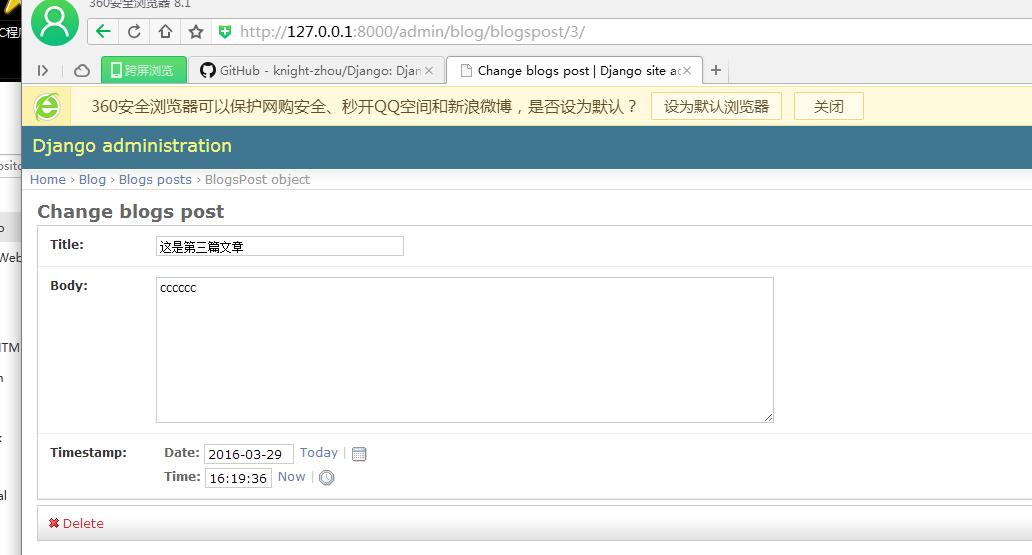 360安全浏览器 8.1
http://127.0.0.1:8000/admin/blog/blogspost/3/
跨屏浏览
GitHub - knight-zhou/Django: Djan
Change blogs post | Django site ac
360安全浏览器可以保护网购安全、秒开QQ空间和新浪微博，是否设为默认？
设为默认浏览器
关闭
Django administration
Home › Blog › Blogs posts › BlogsPost object
Change blogs post
Title:
这是第三篇文章
Body:
cccccc
Timestamp:
Date: 2016-03-29 Today |
Time: 16:19:36 Now |
Delete